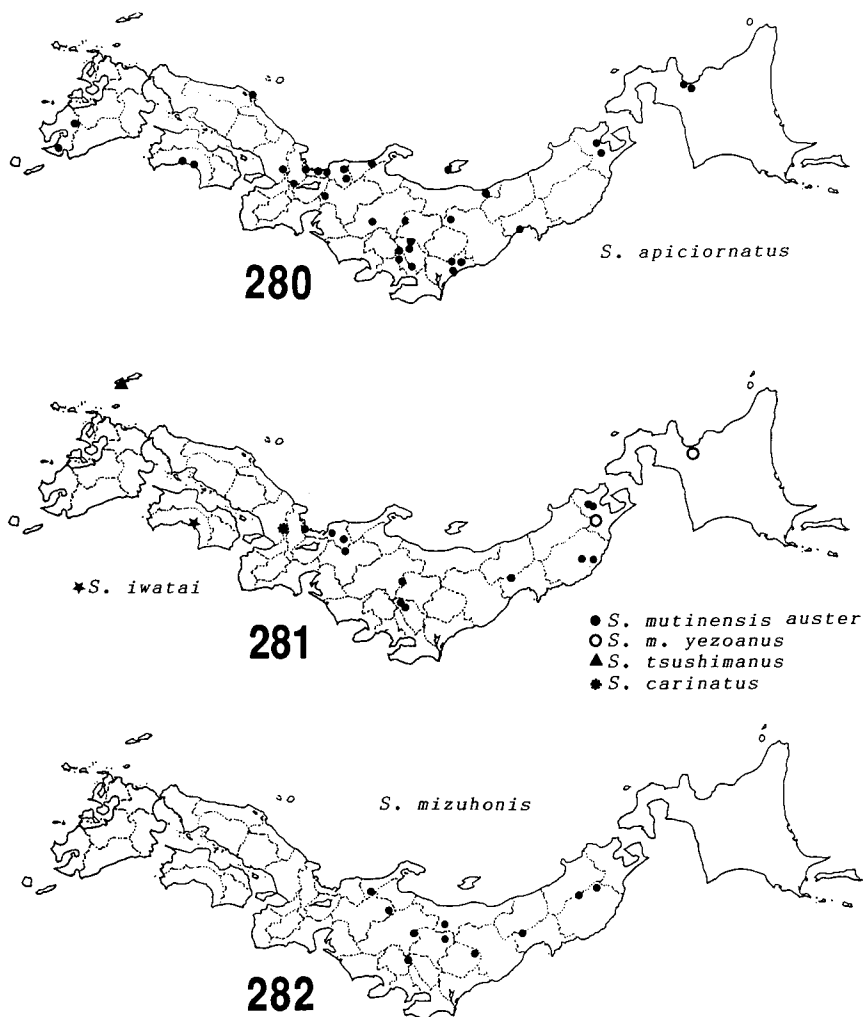 S. apiciornatus
280
★S. iwatai
281
● S. mutinensis auster
○ S. m. yezoanus
▲ S. tsushimanus
✸ S. carinatus
S. mizuhonis
282